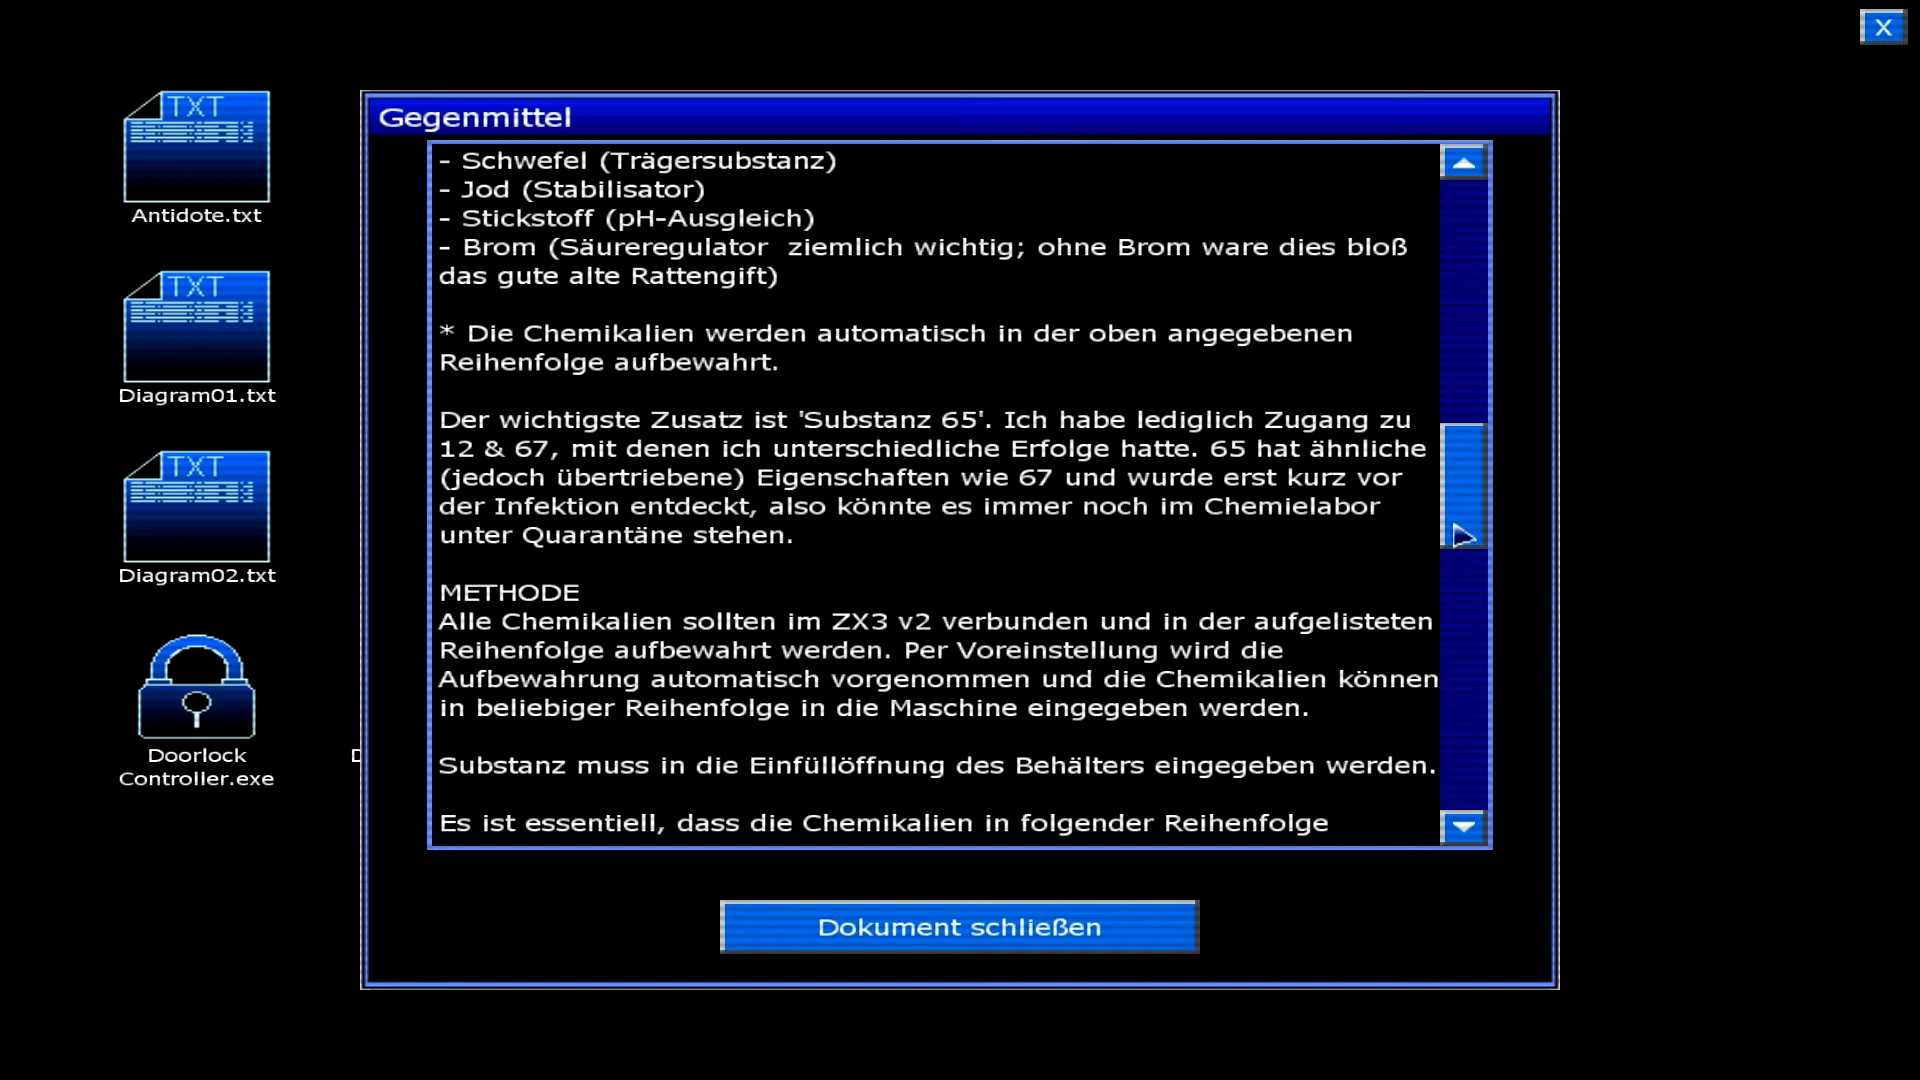 X
TXT
Antidote.txt
TXT
Diagram01.txt
TXT
Diagram02.txt
Doorlock
Controller.exe
D
Gegenmittel
- Schwefel (Trägersubstanz)
- Jod (Stabilisator)
- Stickstoff (pH-Ausgleich)
- Brom (Säureregulator  ziemlich wichtig; ohne Brom ware dies bloß
das gute alte Rattengift)
* Die Chemikalien werden automatisch in der oben angegebenen
Reihenfolge aufbewahrt.
Der wichtigste Zusatz ist 'Substanz 65'. Ich habe lediglich Zugang zu
12 & 67, mit denen ich unterschiedliche Erfolge hatte. 65 hat ähnliche
(jedoch übertriebene) Eigenschaften wie 67 und wurde erst kurz vor
der Infektion entdeckt, also könnte es immer noch im Chemielabor
unter Quarantäne stehen.
METHODE
Alle Chemikalien sollten im ZX3 v2 verbunden und in der aufgelisteten
Reihenfolge aufbewahrt werden. Per Voreinstellung wird die
Aufbewahrung automatisch vorgenommen und die Chemikalien können
in beliebiger Reihenfolge in die Maschine eingegeben werden.
Substanz muss in die Einfüllöffnung des Behälters eingegeben werden.
Es ist essentiell, dass die Chemikalien in folgender Reihenfolge
Dokument schließen